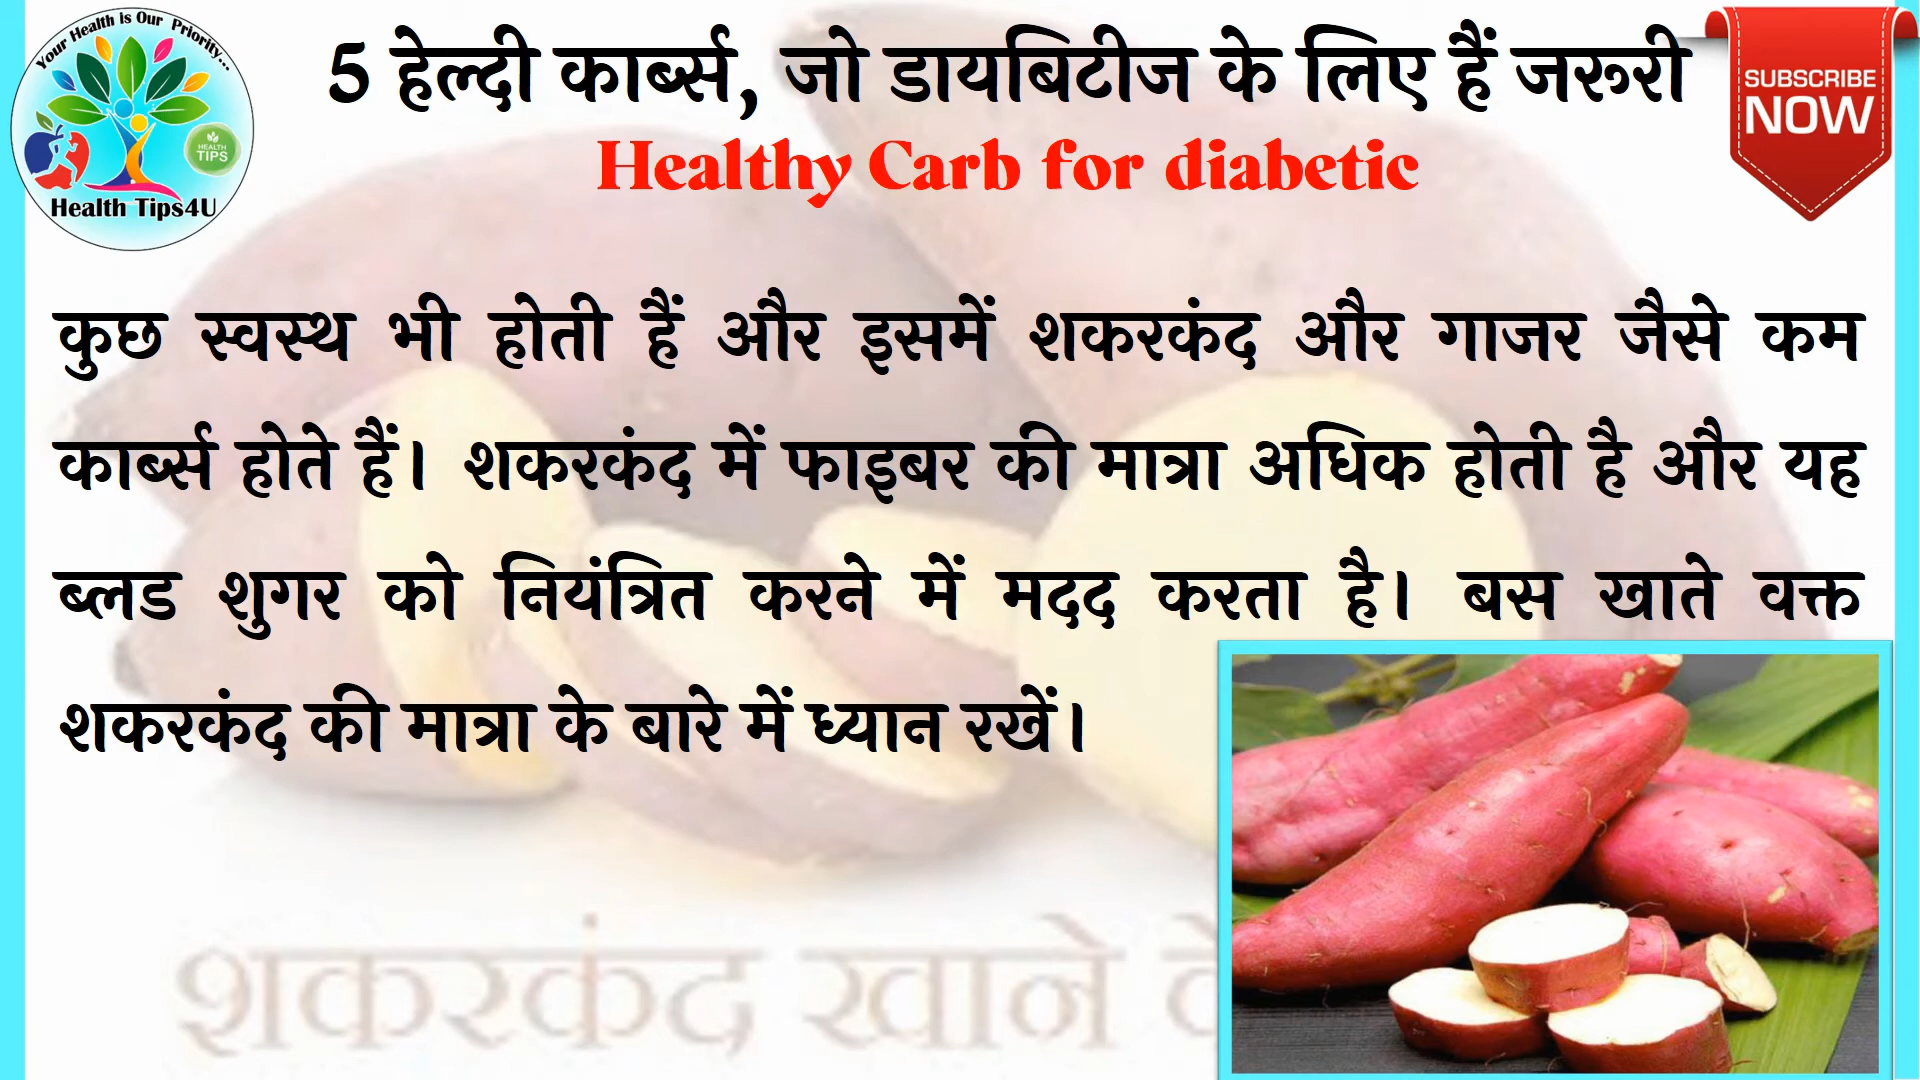 Your Health is Our Priority...
HEALTH
TIPS
Health Tips4U
5 हेल्दी कार्ब्स, जो डायबिटीज के लिए हैं जरूरी
Healthy Carb for diabetic
SUBSCRIBE
NOW
कुछ स्वस्थ भी होती हैं और इसमें शकरकंद और गाजर जैसे कम
कार्ब्स होते हैं। शकरकंद में फाइबर की मात्रा अधिक होती है और यह
ब्लड शुगर को नियंत्रित करने में मदद करता है। बस खाते वक्त
शकरकंद की मात्रा के बारे में ध्यान रखें।
शकरकंद खाने